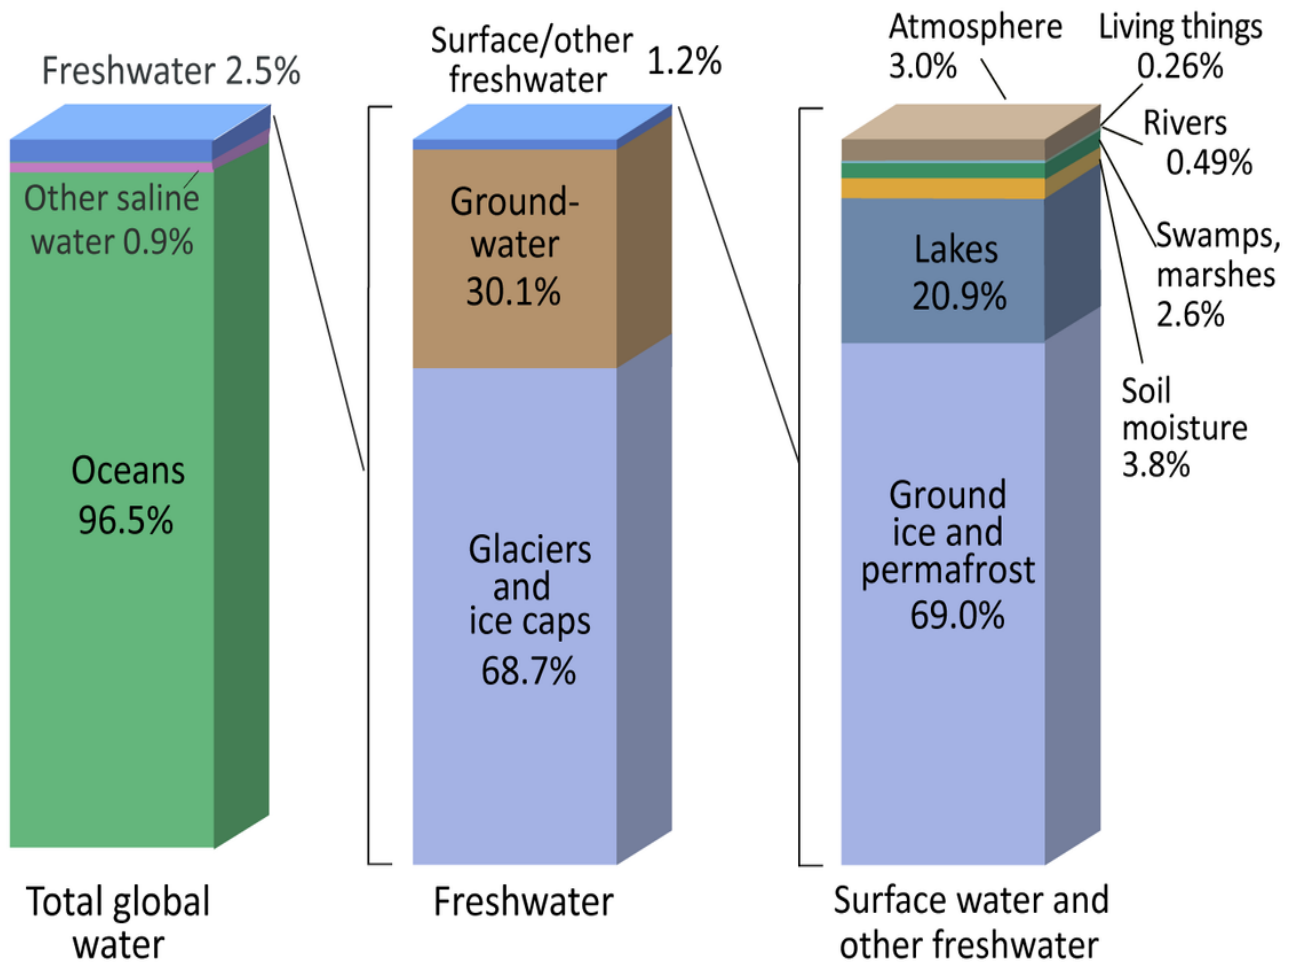 Freshwater 2.5%
Other saline
water 0.9%
Oceans
96.5%
Total global
water
Surface/other
freshwater
1.2%
Ground-
water
30.1%
Glaciers
and
ice caps
68.7%
Freshwater
Atmosphere
3.0%
Living things
0.26%
Rivers
0.49%
Swamps,
marshes
2.6%
Soil
moisture
3.8%
Lakes
20.9%
Ground
ice and
permafrost
69.0%
Surface water and
other freshwater